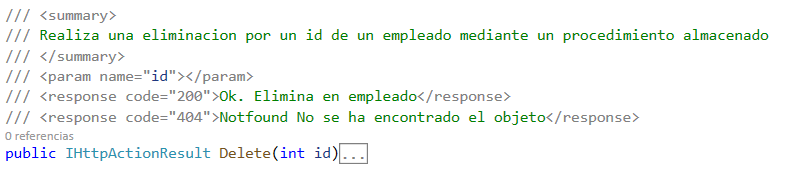 /// <summary>
/// Realiza una eliminacion por un id de un empleado mediante un procedimiento almacenado
/// </summary>
/// <param name="id"></param>
/// <response code="200">Ok. Elimina en empleado</response>
/// <response code="404">Notfound No se ha encontrado el objeto</response>
0 referencias
public IHttpActionResult Delete(int id)...